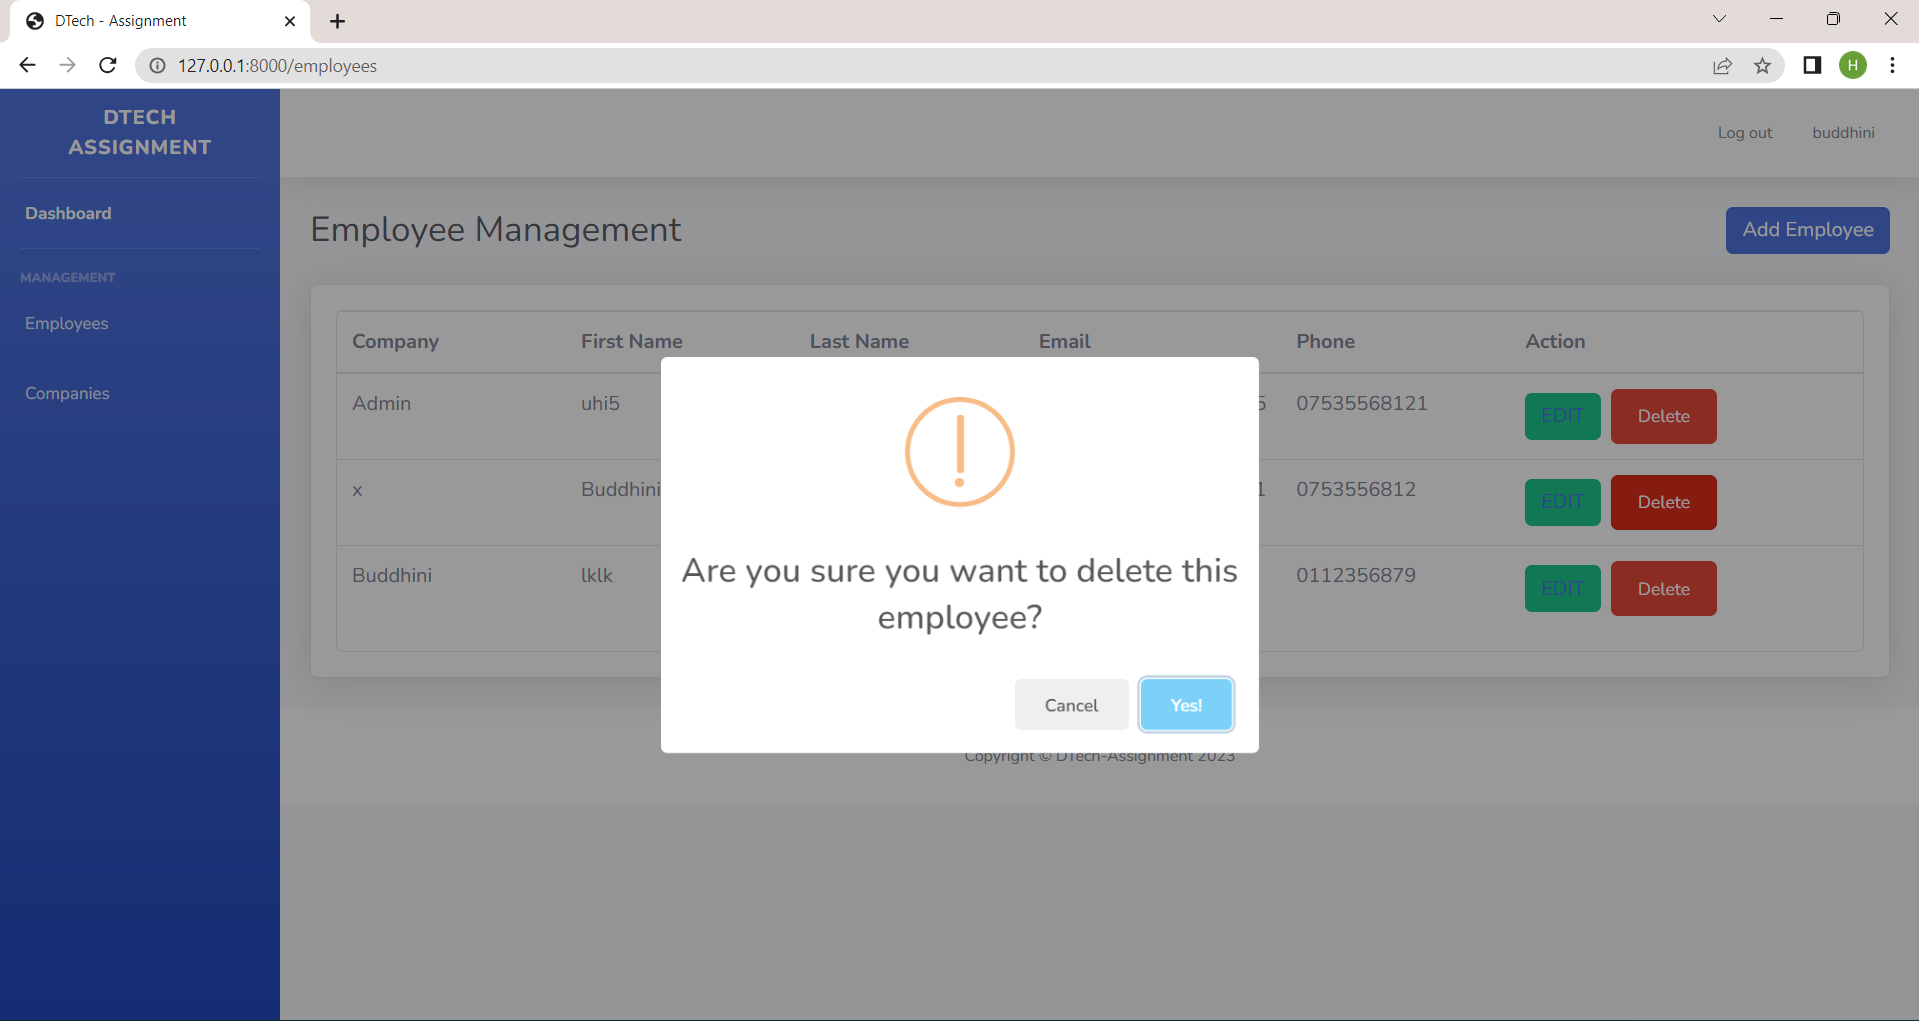 DTech - Assignment
127.0.0.1:8000/employees
H
DTECH
ASSIGNMENT
Log out buddhini
Dashboard
MANAGEMENT
Employees
Companies
Employee Management
Add Employee
Company First Name Last Name Email Phone Action
Admin uhi5 5 07535568121 EDIT Delete
x Buddhini 1 0753556812 EDIT Delete
Buddhini lklk 0112356879 EDIT Delete
Are you sure you want to delete this
employee?
Cancel Yes!
Copyright © DTech-Assignment 2023